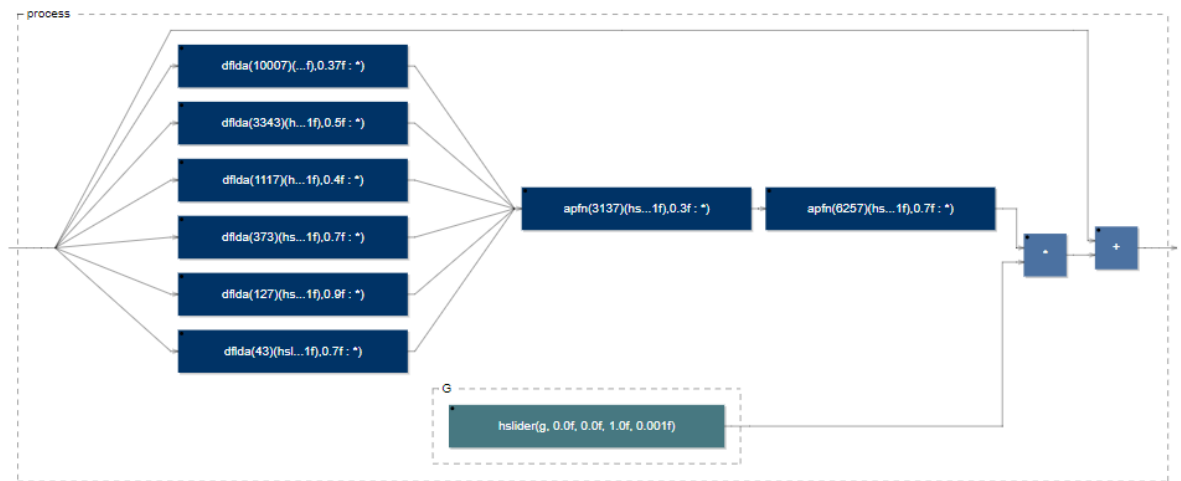 process
dflda(10007)(...f),0.37f : *)
dflda(3343)(h...1f),0.5f : *)
dflda(1117)(h...1f),0.4f : *)
dflda(373)(hs...1f),0.7f : *)
dflda(127)(hs...1f),0.9f : *)
dflda(43)(hsl...1f),0.7f : *)
apfn(3137)(hs...1f),0.3f : *)
apfn(6257)(hs...1f),0.7f : *)
*
+
G
hslider(g, 0.0f, 0.0f, 1.0f, 0.001f)